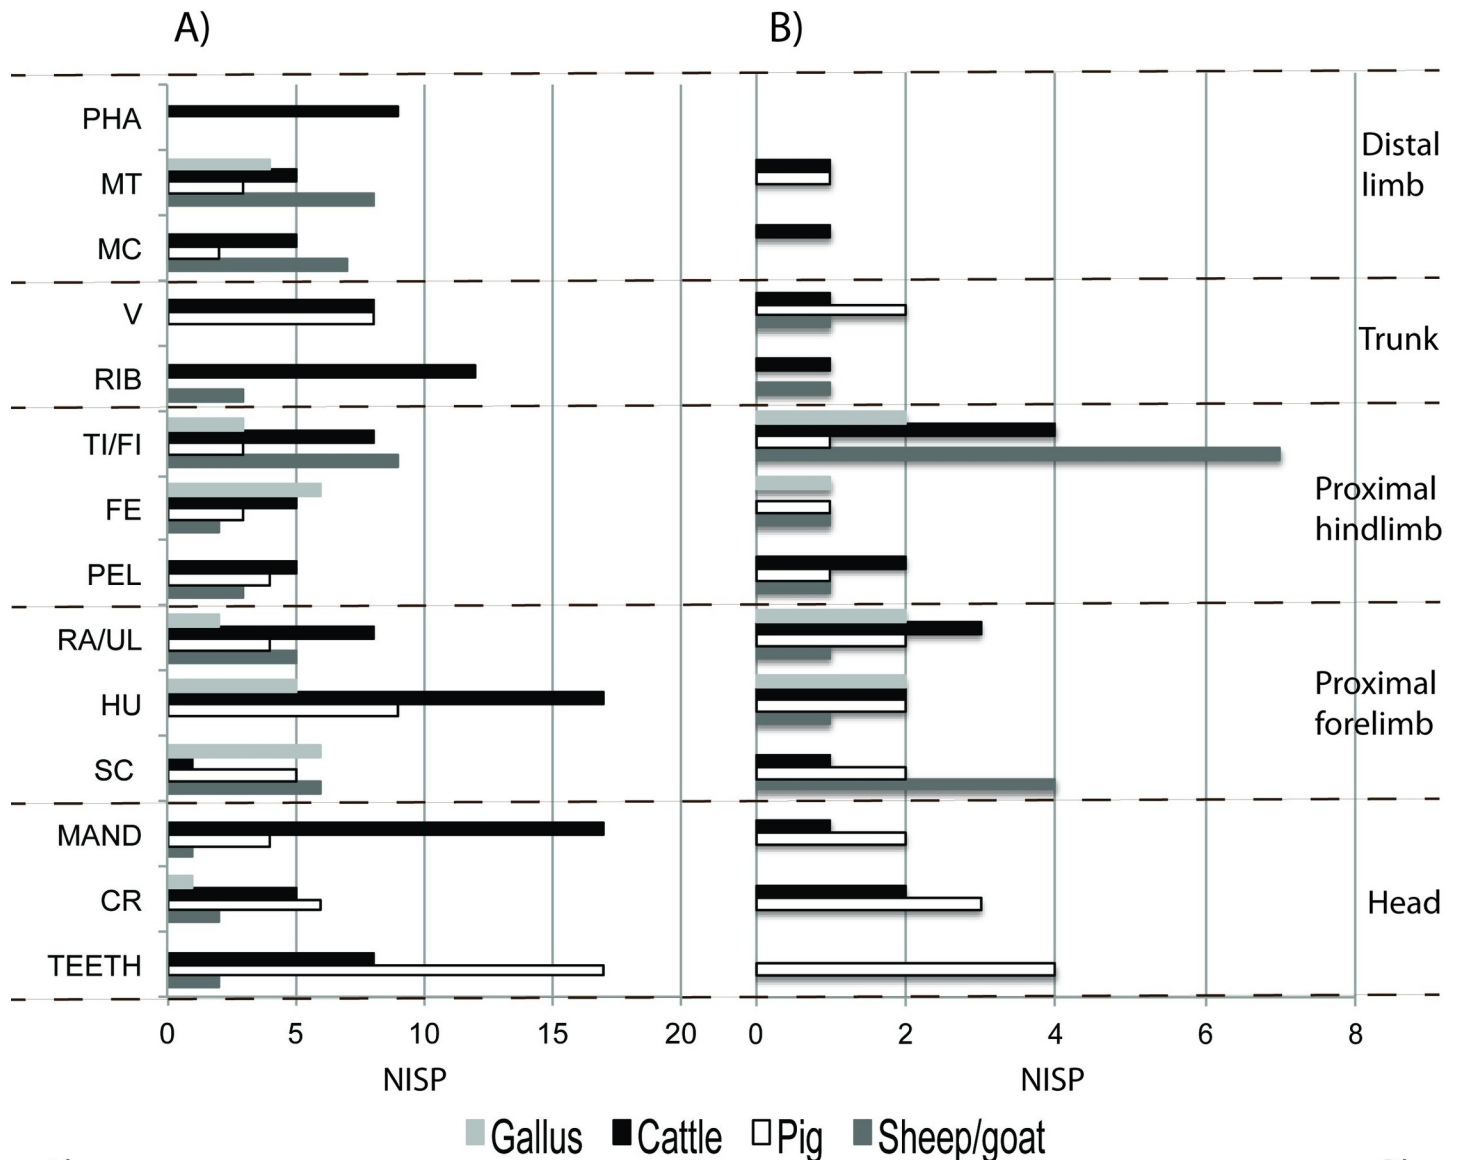 A)
B)
PHA
MT
MC
V
RIB
TI/FI
FE
PEL
RA/UL
HU
SC
MAND
CR
TEETH
Distal
limb
Trunk
Proximal
hindlimb
Proximal
forelimb
Head
0 5 10 15 20
0 2 4 6 8
NISP
NISP
Gallus Cattle Pig Sheep/goat